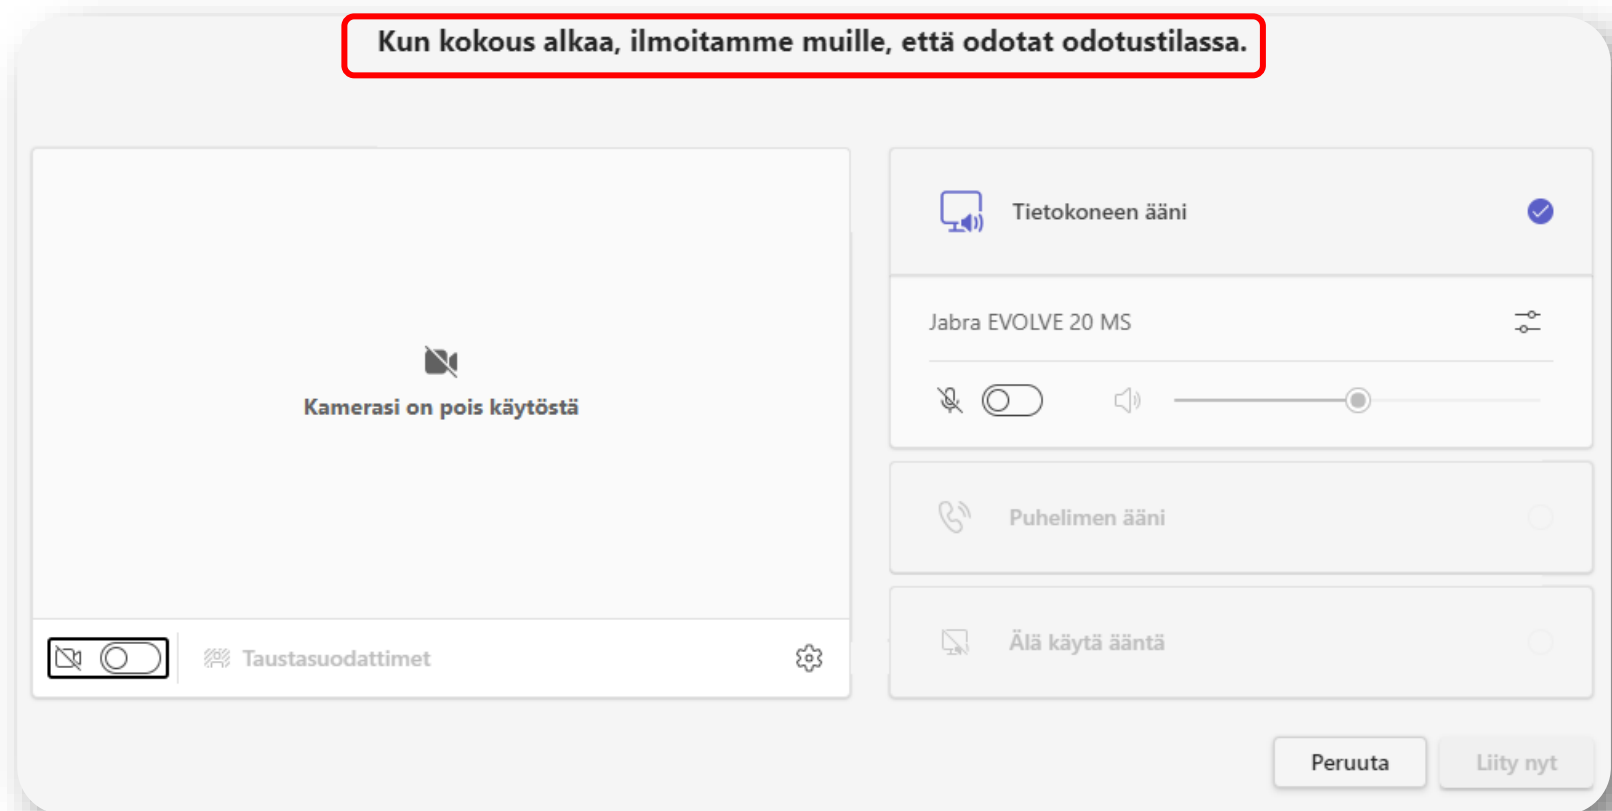 Kun kokous alkaa, ilmoitamme muille, että odotat odotustilassa.
Kamerasi on pois käytöstä
Taustasuodattimet
Tietokoneen ääni
Jabra EVOLVE 20 MS
Puhelimen ääni
Älä käytä ääntä
Peruuta
Liity nyt